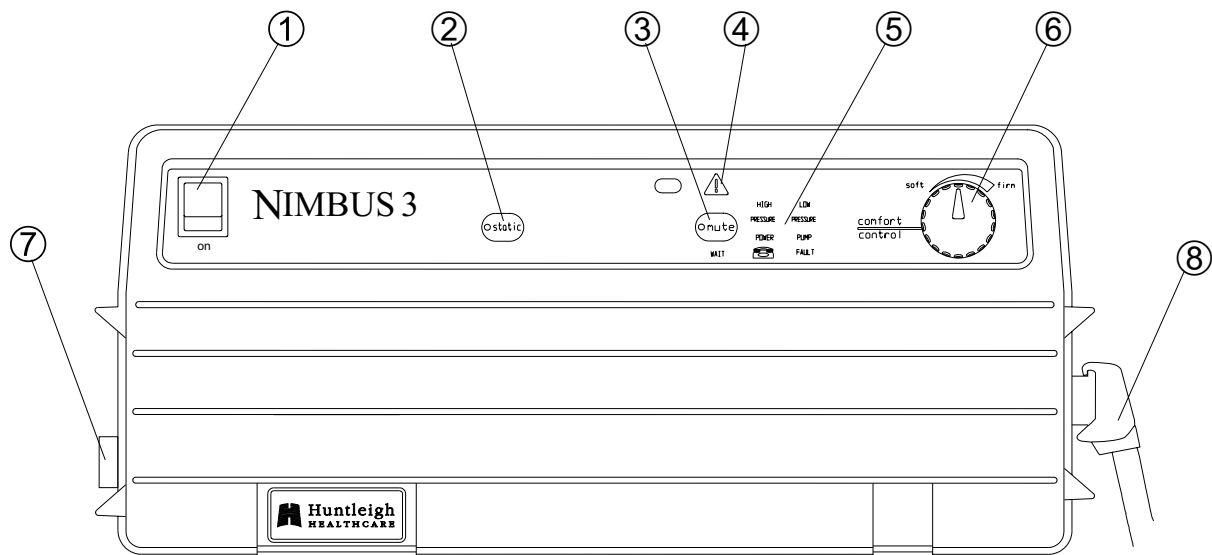 ① ② ③ ④ ⑤ ⑥
⑦
⑧
on
NIMBUS 3
static
mute
WAIT
HIGH
PRESSURE
POWER
LOW
PRESSURE
PUMP
FAULT
comfort
control
soft
firm
Huntleigh
HEALTHCARE